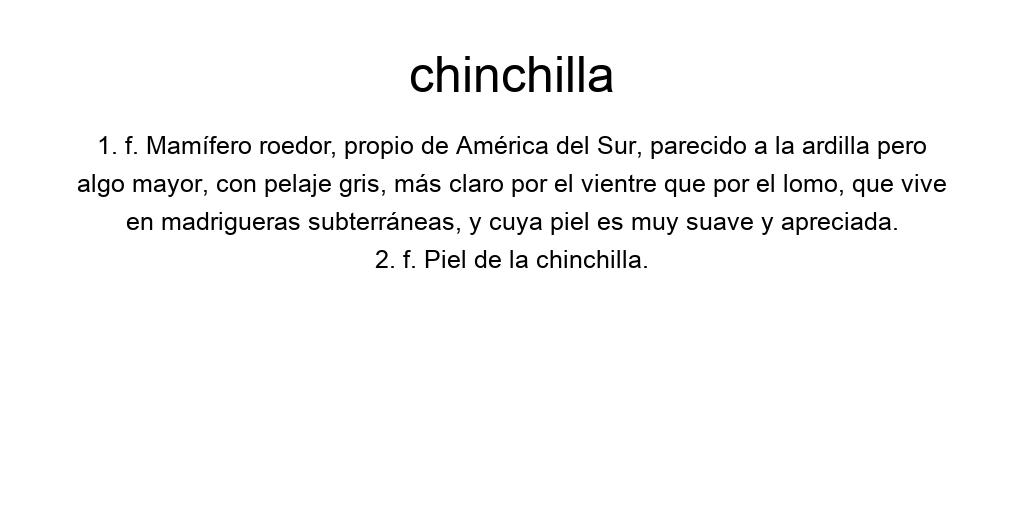 chinchilla
1. f. Mamífero roedor, propio de América del Sur, parecido a la ardilla pero
algo mayor, con pelaje gris, más claro por el vientre que por el lomo, que vive
en madrigueras subterráneas, y cuya piel es muy suave y apreciada.
2. f. Piel de la chinchilla.